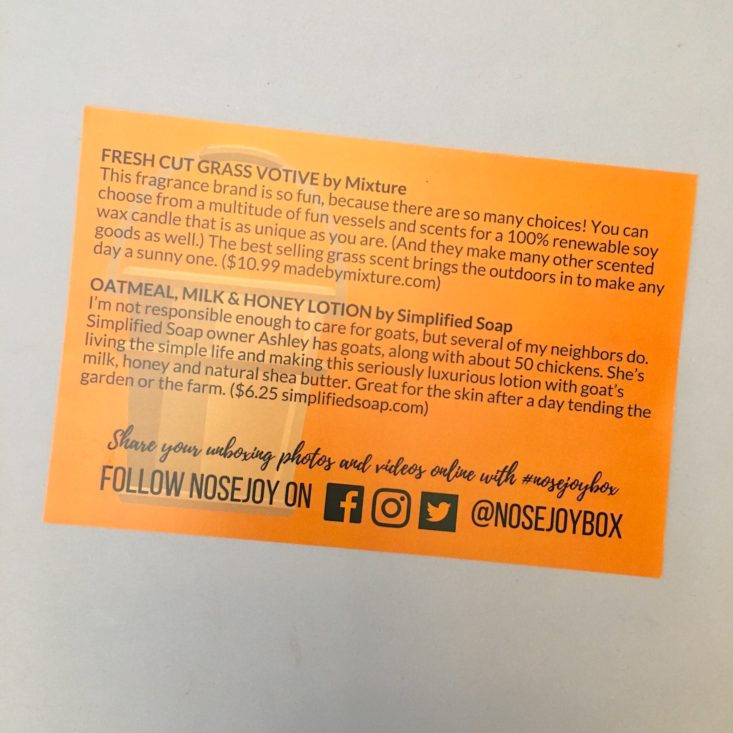 FRESH CUT GRASS VOTIVE by Mixture
This fragrance brand is so fun, because there are so many choices! You can
choose from a multitude of fun vessels and scents for a 100% renewable soy
wax candle that is as unique as you are. (And they make many other scented
goods as well.) The best selling grass scent brings the outdoors in to make any
day a sunny one. ($10.99 madebymixture.com)
OATMEAL, MILK & HONEY LOTION by Simplified Soap
I'm not responsible enough to care for goats, but several of my neighbors do.
Simplified Soap owner Ashley has goats, along with about 50 chickens. She's
living the simple life and making this seriously luxurious lotion with goat's
milk, honey and natural shea butter. Great for the skin after a day tending the
garden or the farm. ($6.25 simplifiedsoap.com)
Share your unboxing photos and videos online with #nosejoybox
FOLLOW NOSEJOY ON @NOSEJOYBOX